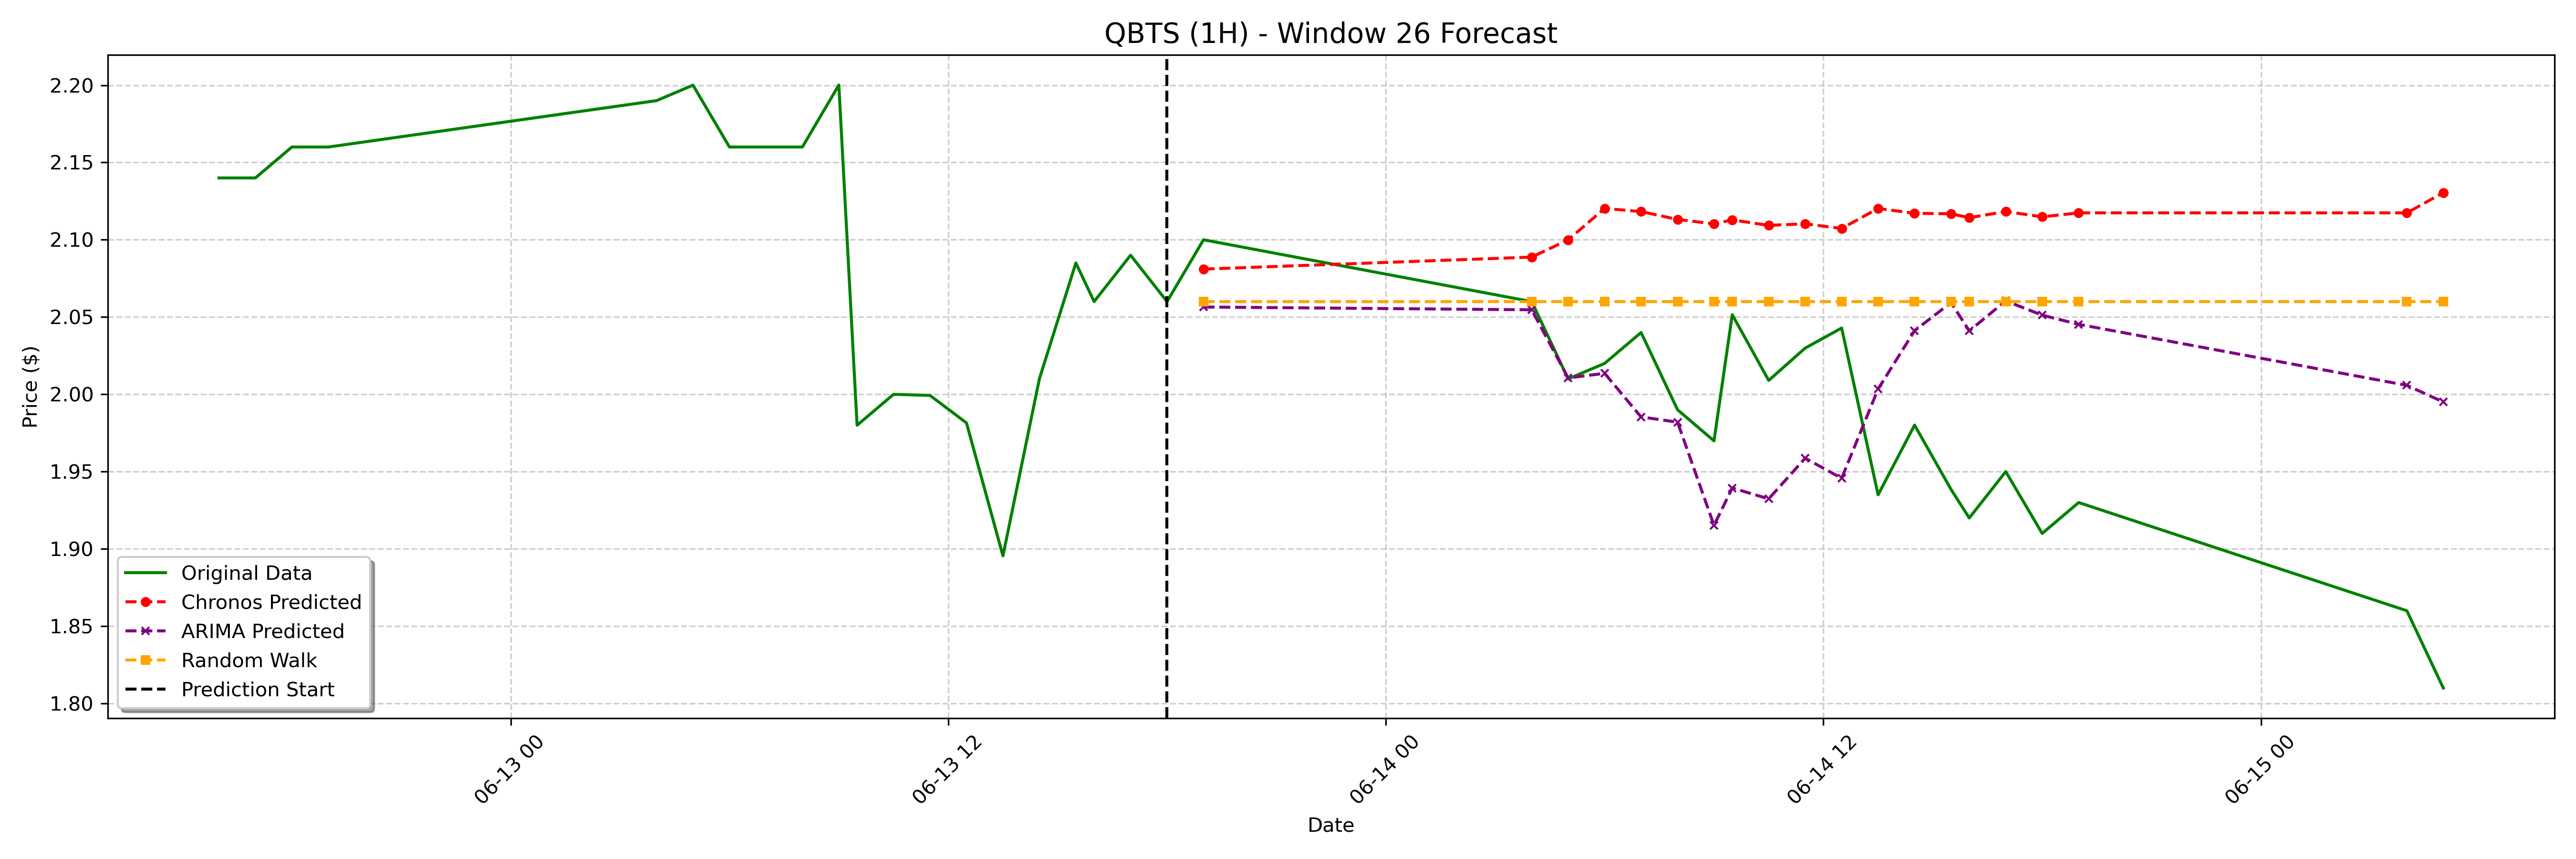 QBTS (1H) - Window 26 Forecast
Price ($)
2.20
2.15
2.10
2.05
2.00
1.95
1.90
1.85
1.80
Original Data
Chronos Predicted
ARIMA Predicted
Random Walk
Prediction Start
06-13 00
06-13 12
06-14 00
06-14 12
06-15 00
Date